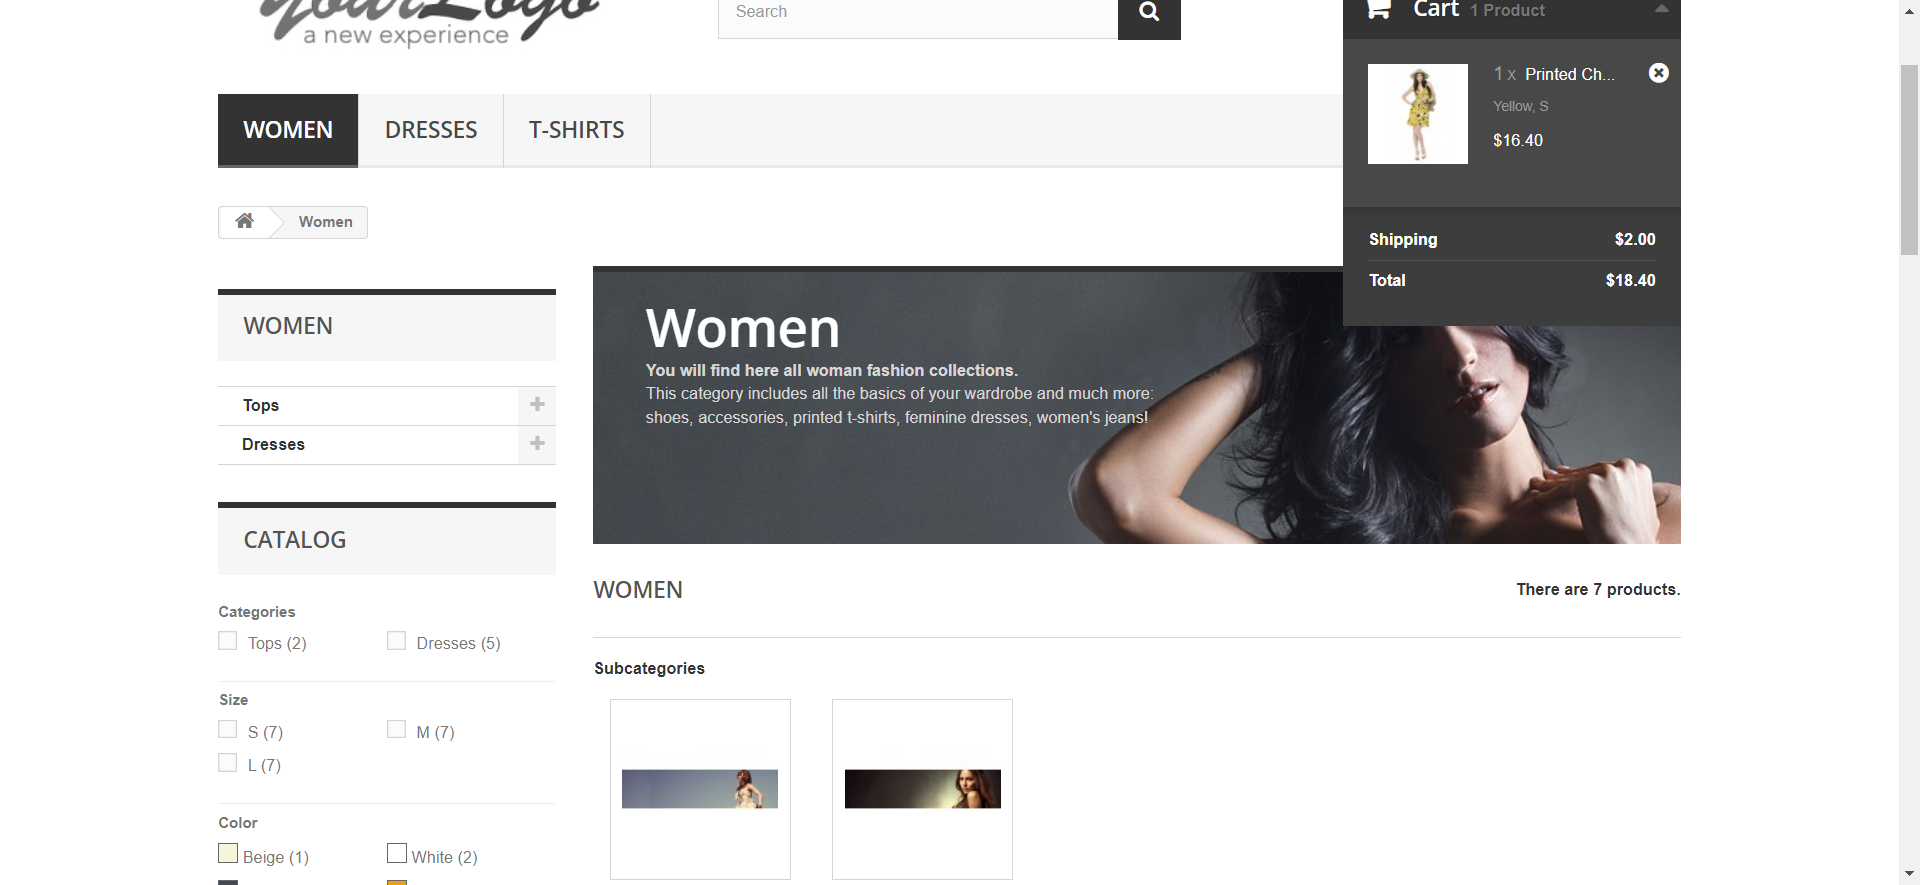 yourLogo
a new experience
Search
Cart 1 Product
1 x Printed Ch...
Yellow, S
$16.40
Shipping $2.00
Total $18.40
WOMEN
DRESSES
T-SHIRTS
Women
WOMEN
Tops
Dresses
CATALOG
Categories
Tops (2)
Dresses (5)
Size
S (7)
M (7)
L (7)
Color
Beige (1)
White (2)
Women
You will find here all woman fashion collections.
This category includes all the basics of your wardrobe and much more:
shoes, accessories, printed t-shirts, feminine dresses, women's jeans!
WOMEN
There are 7 products.
Subcategories